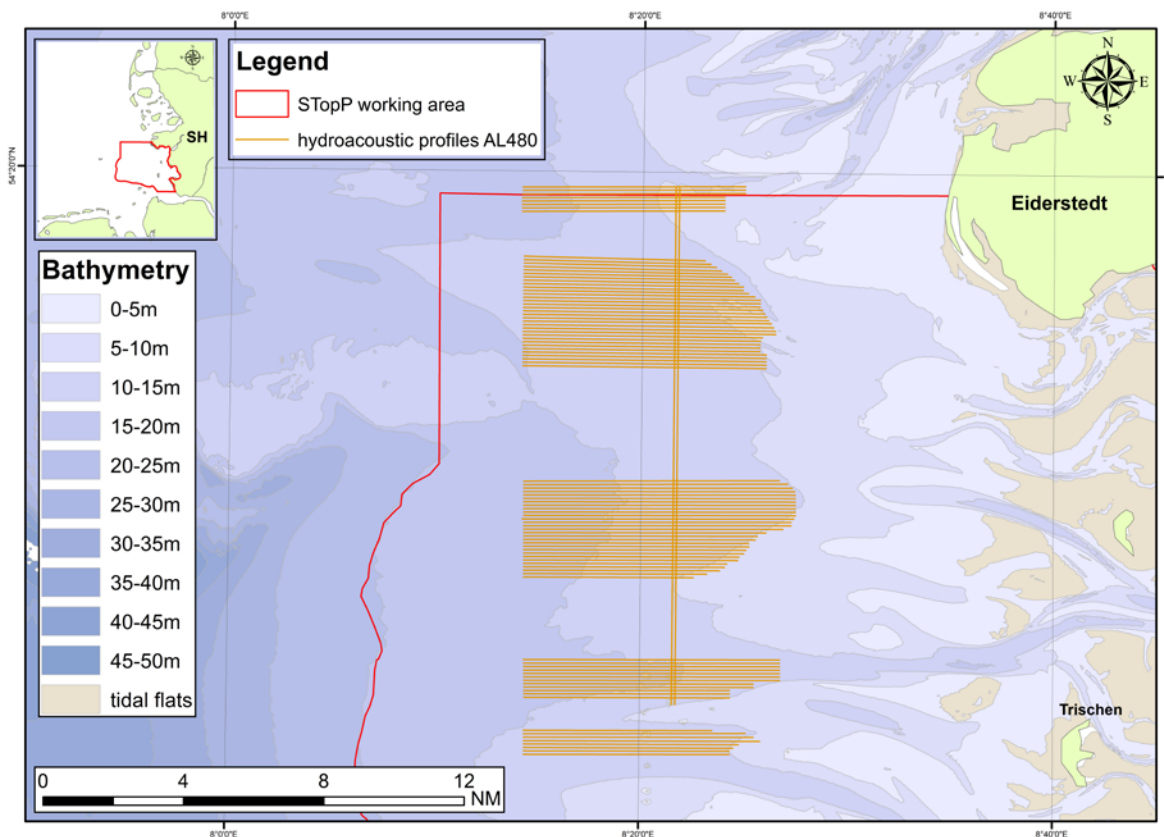 8°0'0"E
8°20'0"E
8°40'0"E
54°20'0"N
SH
Legend
STopP working area
hydroacoustic profiles AL480
N
W
E
S
Eiderstedt
Bathymetry
0-5m
5-10m
10-15m
15-20m
20-25m
25-30m
30-35m
35-40m
40-45m
45-50m
tidal flats
Trischen
0
4
8
12
NM
8°0'0"E
8°20'0"E
8°40'0"E